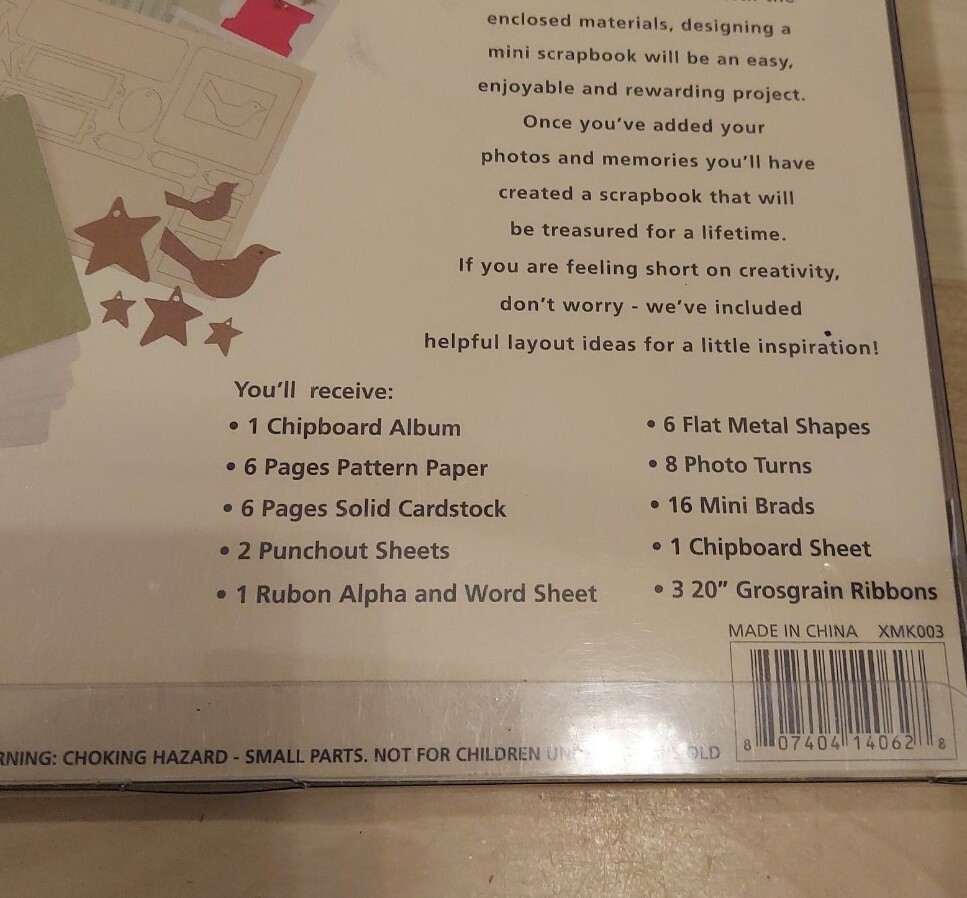 enclosed materials, designing a
mini scrapbook will be an easy,
enjoyable and rewarding project.
Once you've added your
photos and memories you'll have
created a scrapbook that will
be treasured for a lifetime.
If you are feeling short on creativity,
don't worry - we've included
helpful layout ideas for a little inspiration!
You'll receive:
• 1 Chipboard Album
• 6 Pages Pattern Paper
• 6 Pages Solid Cardstock
• 2 Punchout Sheets
• 1 Rubon Alpha and Word Sheet
• 6 Flat Metal Shapes
• 8 Photo Turns
• 16 Mini Brads
• 1 Chipboard Sheet
• 3 20" Grosgrain Ribbons
MADE IN CHINA XMK003
8 07404 14062 8
CHOKING HAZARD - SMALL PARTS. NOT FOR CHILDREN OLD